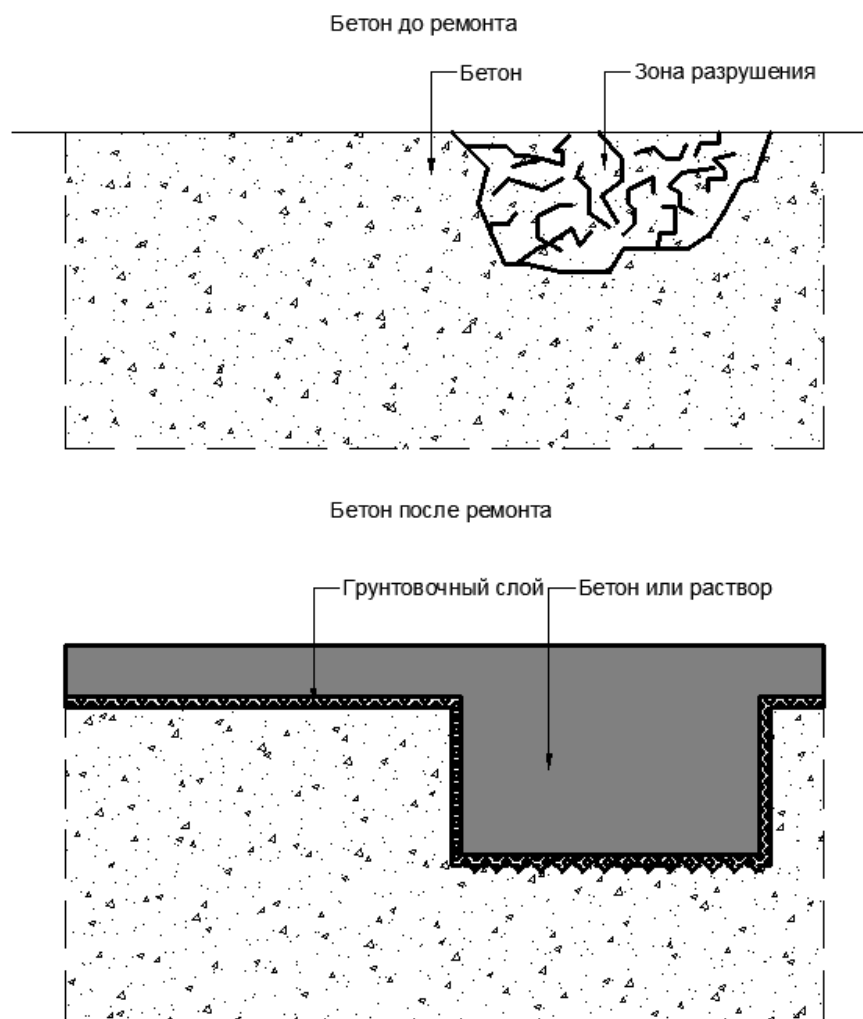 Бетон до ремонта
Бетон
Зона разрушения
Бетон после ремонта
Грунтовочный слой
Бетон или раствор